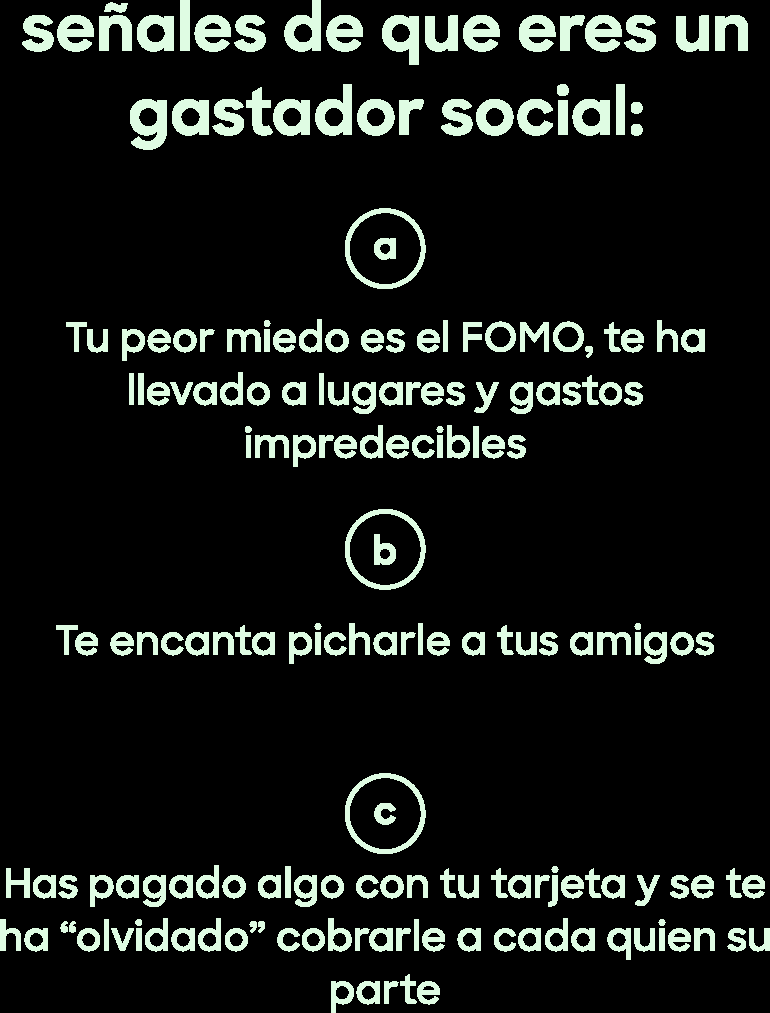 señales de que eres un
gastador social:
a
Tu peor miedo es el FOMO, te ha
llevado a lugares y gastos
impredecibles
b
Te encanta picharle a tus amigos
c
Has pagado algo con tu tarjeta y se te
ha “olvidado” cobrarle a cada quien su
parte